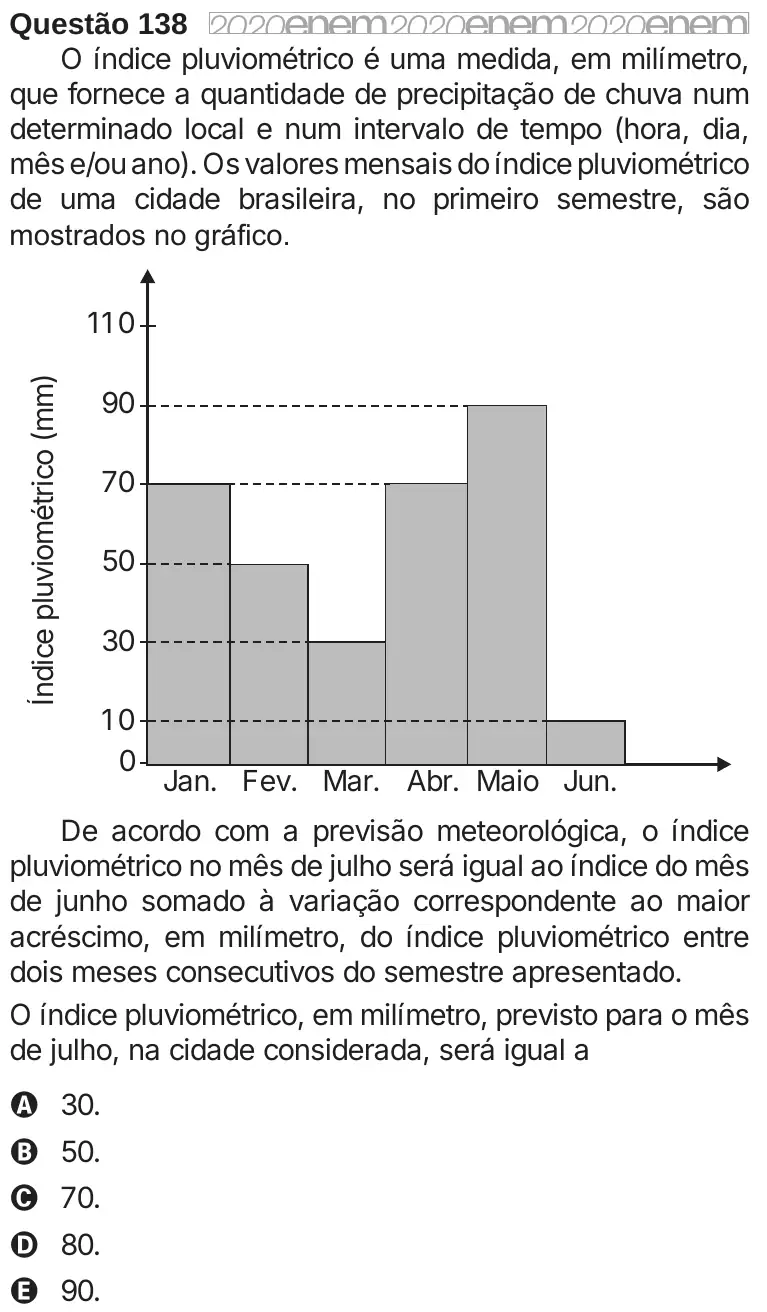 Questão 138 2020enem2020enem2020enem
O índice pluviométrico é uma medida, em milímetro,
que fornece a quantidade de precipitação de chuva num
determinado local e num intervalo de tempo (hora, dia,
mês e/ou ano). Os valores mensais do índice pluviométrico
de uma cidade brasileira, no primeiro semestre, são
mostrados no gráfico.
Índice pluviométrico (mm)
110
90
70
50
30
10
0
Jan. Fev. Mar. Abr. Maio Jun.
De acordo com a previsão meteorológica, o índice
pluviométrico no mês de julho será igual ao índice do mês
de junho somado à variação correspondente ao maior
acréscimo, em milímetro, do índice pluviométrico entre
dois meses consecutivos do semestre apresentado.
O índice pluviométrico, em milímetro, previsto para o mês
de julho, na cidade considerada, será igual a
A 30.
B 50.
C 70.
D 80.
E 90.